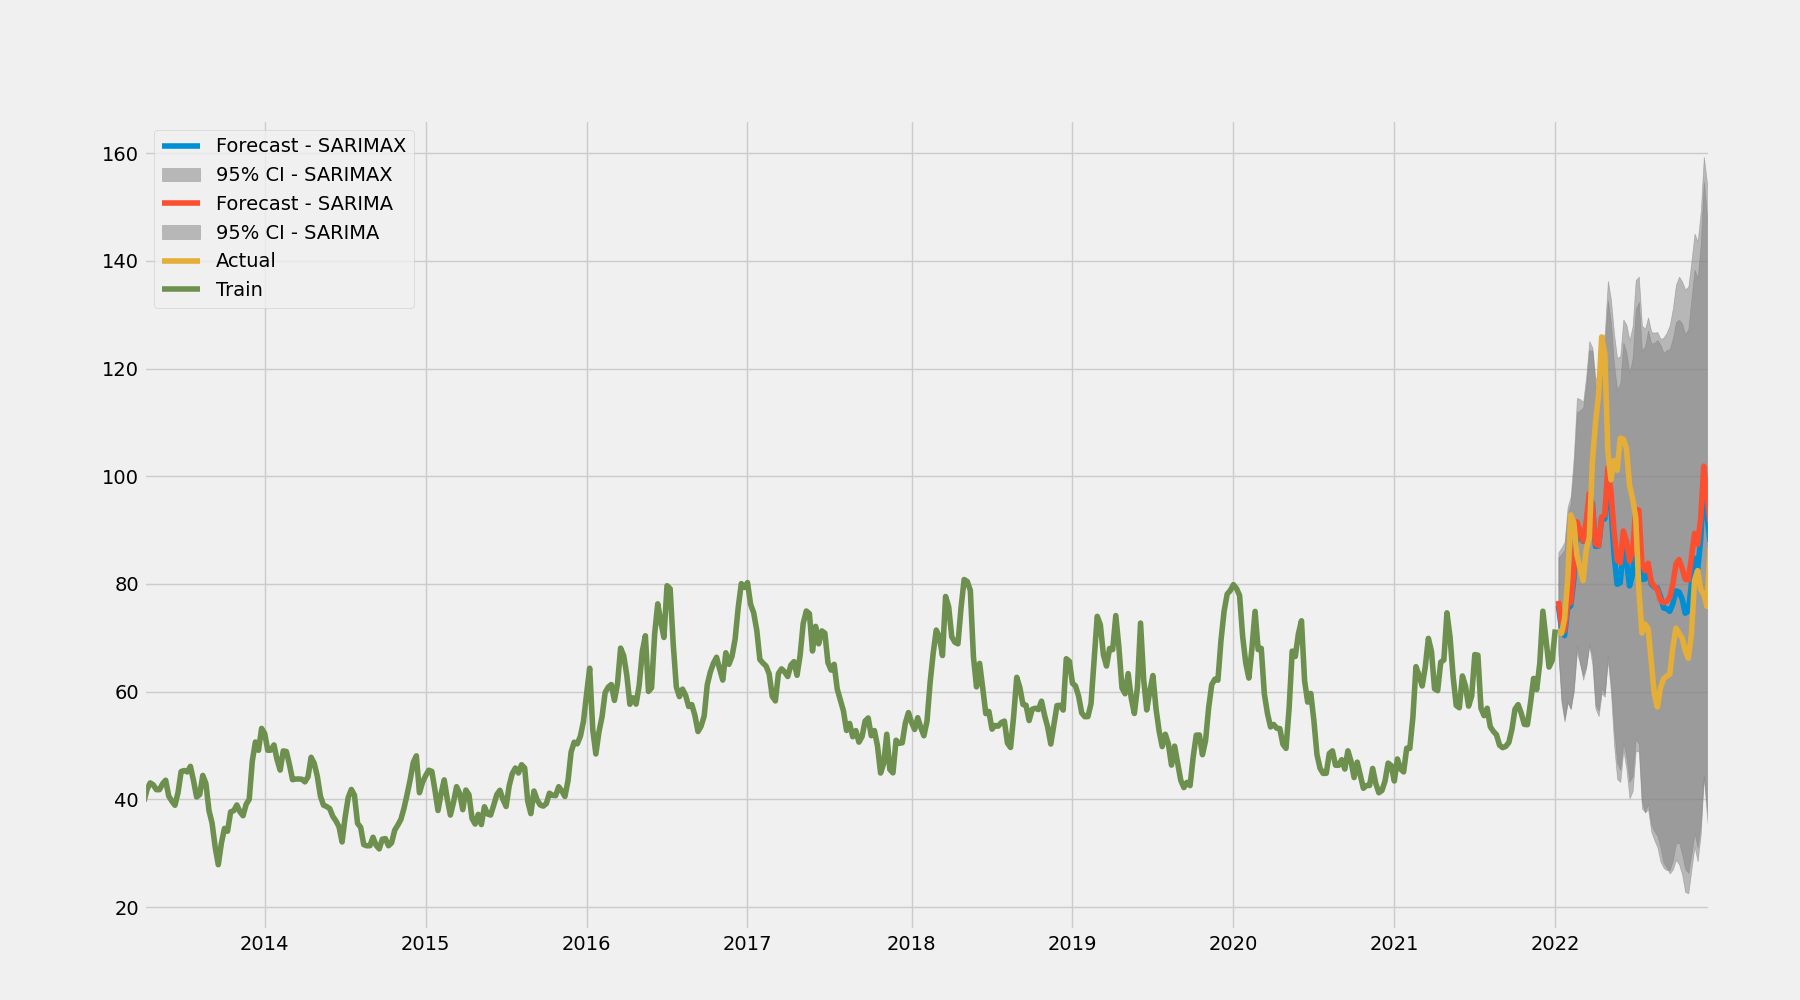 Forecast - SARIMAX
95% CI - SARIMAX
Forecast - SARIMA
95% CI - SARIMA
Actual
Train
160
140
120
100
80
60
40
20
2014 2015 2016 2017 2018 2019 2020 2021 2022